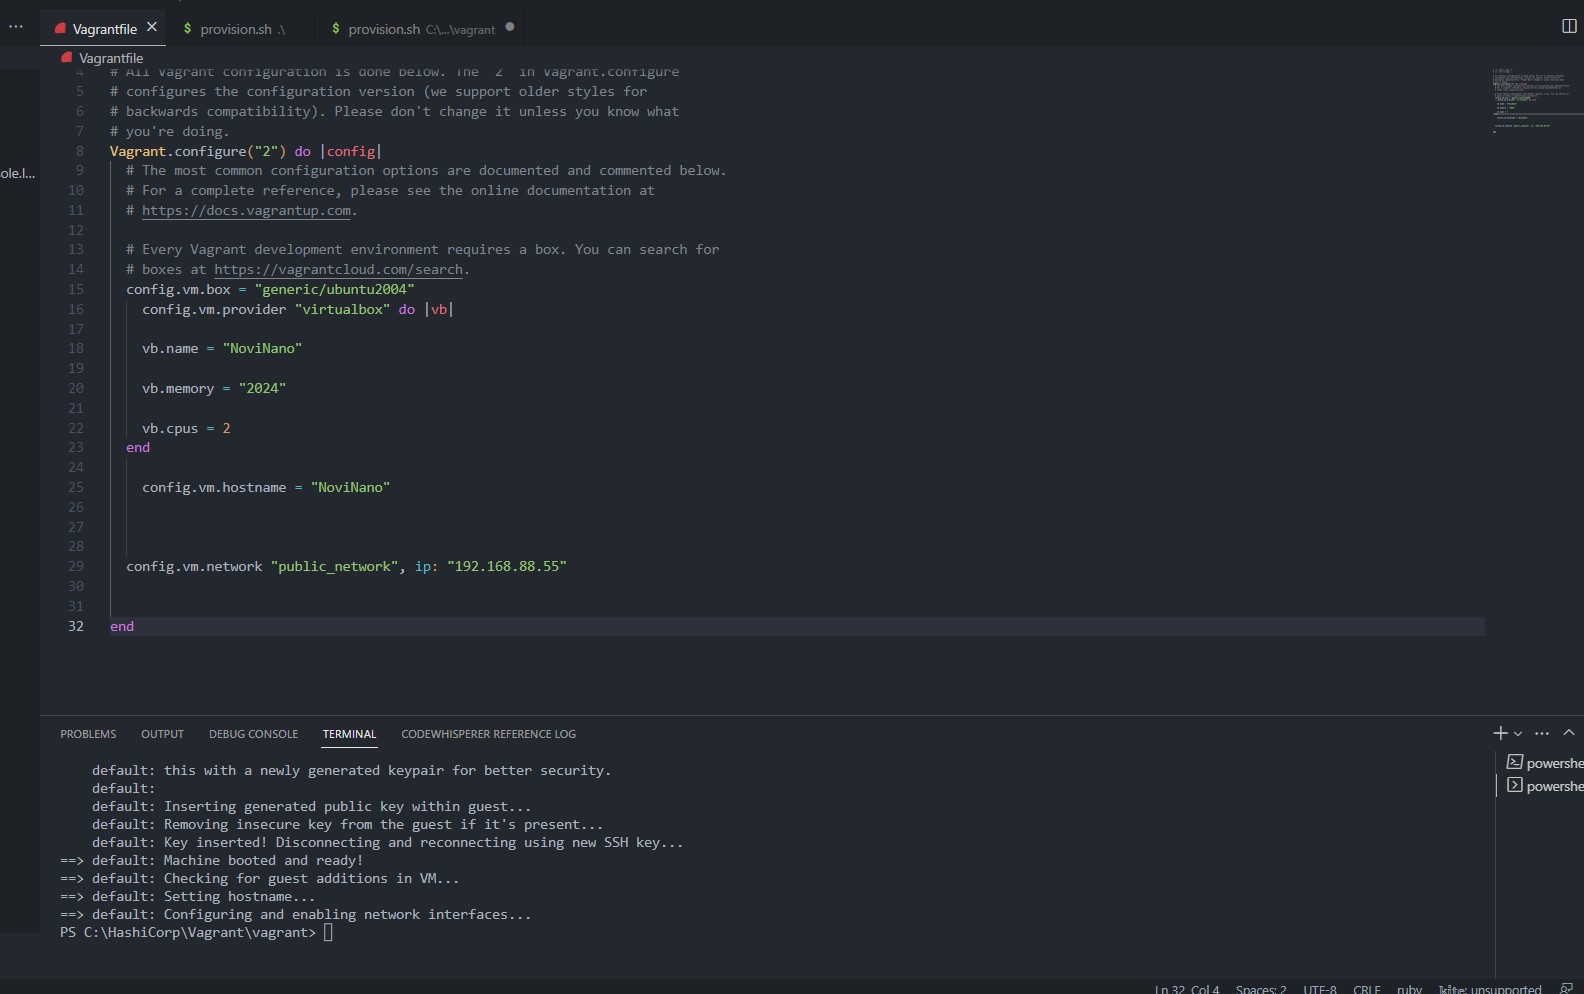 ··· Vagrantfile × $ provision.sh .\ $ provision.sh C:\...\vagrant ●
Vagrantfile
4 # All Vagrant configuration is done below. The "2" in Vagrant.configure
5 # configures the configuration version (we support older styles for
6 # backwards compatibility). Please don't change it unless you know what
7 # you're doing.
8 Vagrant.configure("2") do |config|
9 # The most common configuration options are documented and commented below.
ole.l...
10 # For a complete reference, please see the online documentation at
11 # https://docs.vagrantup.com.
12
13 # Every Vagrant development environment requires a box. You can search for
14 # boxes at https://vagrantcloud.com/search.
15 config.vm.box = "generic/ubuntu2004"
16 config.vm.provider "virtualbox" do |vb|
17
18 vb.name = "NoviNano"
19
20 vb.memory = "2024"
21
22 vb.cpus = 2
23 end
24
25 config.vm.hostname = "NoviNano"
26
27
28
29 config.vm.network "public_network", ip: "192.168.88.55"
30
31
32 end
PROBLEMS OUTPUT DEBUG CONSOLE TERMINAL CODEWHISPERER REFERENCE LOG
default: this with a newly generated keypair for better security.
default:
default: Inserting generated public key within guest...
default: Removing insecure key from the guest if it's present...
default: Key inserted! Disconnecting and reconnecting using new SSH key...
==> default: Machine booted and ready!
==> default: Checking for guest additions in VM...
==> default: Setting hostname...
==> default: Configuring and enabling network interfaces...
PS C:\HashiCorp\Vagrant\vagrant>
powershe
powershe
Ln 32, Col 4 Spaces: 2 UTF-8 CRLF ruby kite: unsupported